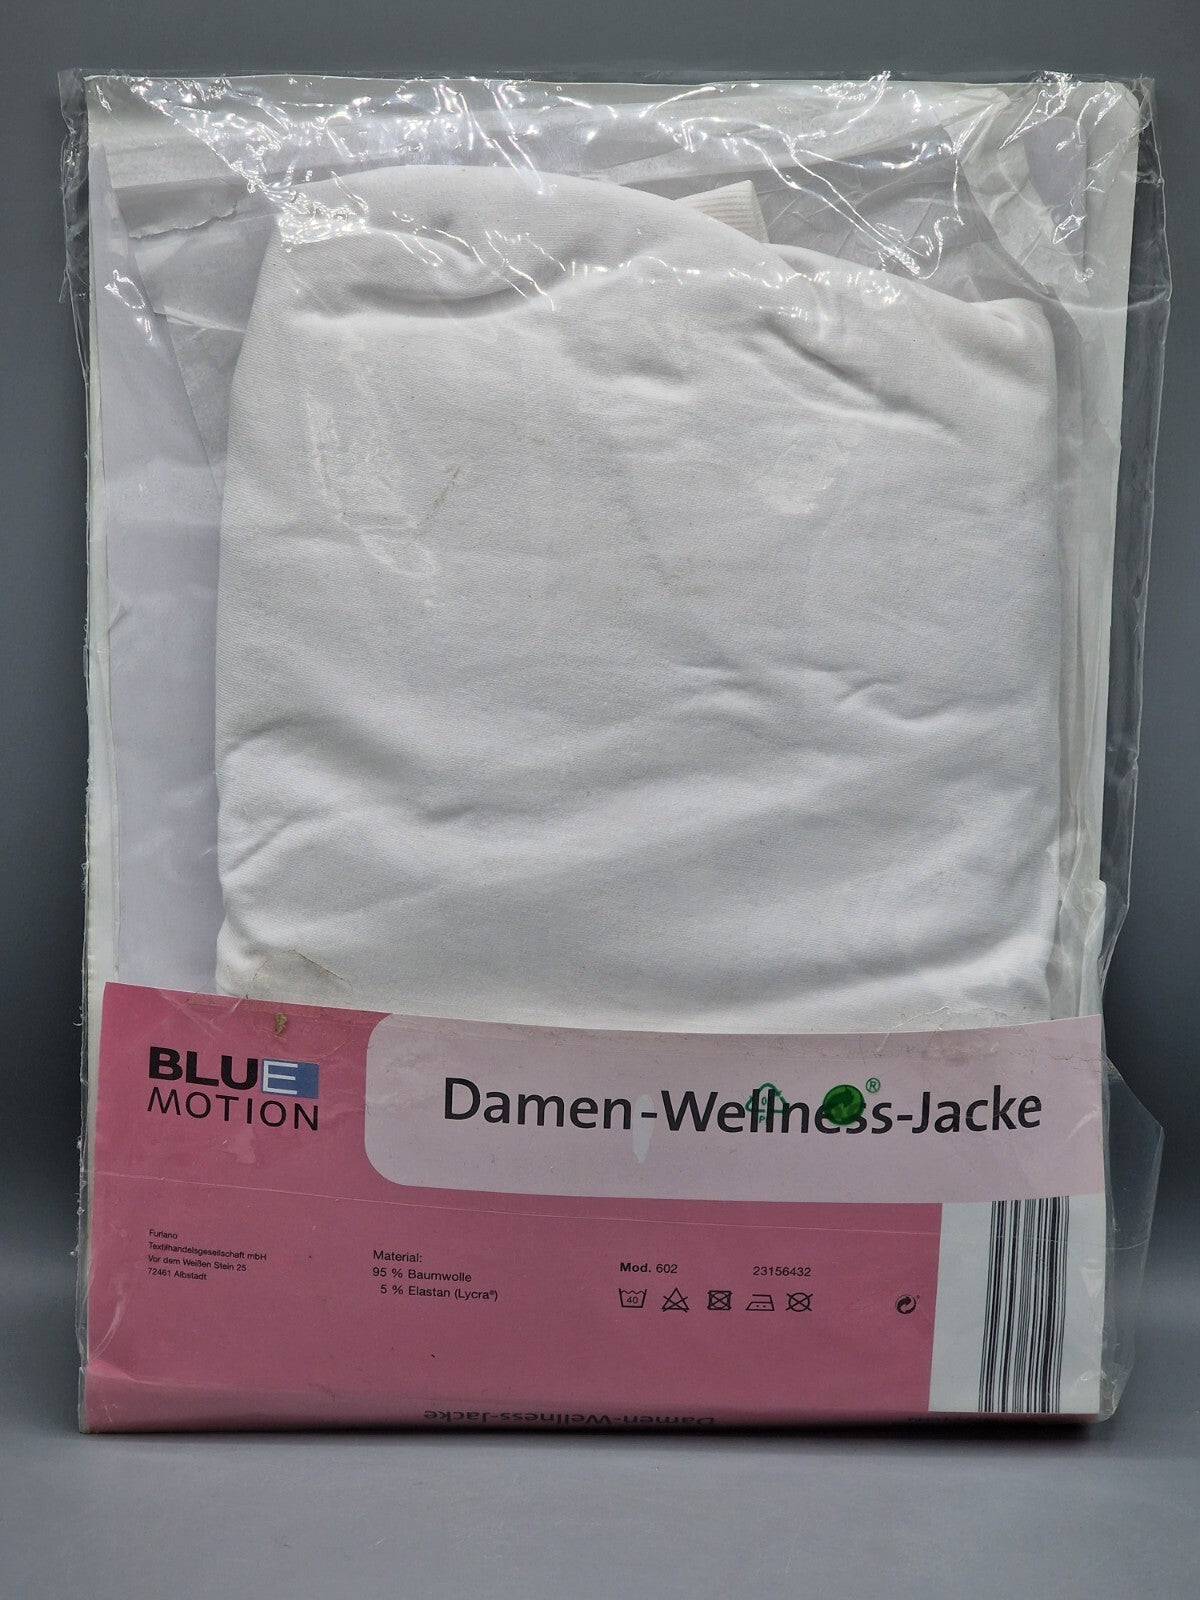 BLUE
MOTION
Damen-Wellness-Jacke
®
Furlano
Textilhandelsgesellschaft mbH
Vor dem Weißen Stein 25
72461 Albstadt
Material:
95 % Baumwolle
5 % Elastan (Lycra®)
Mod. 602
23156432
40
Damen-Wellness-Jacke